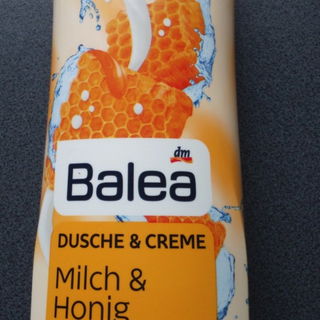 dm
Balea
DUSCHE & CREME
Milch &
Honig